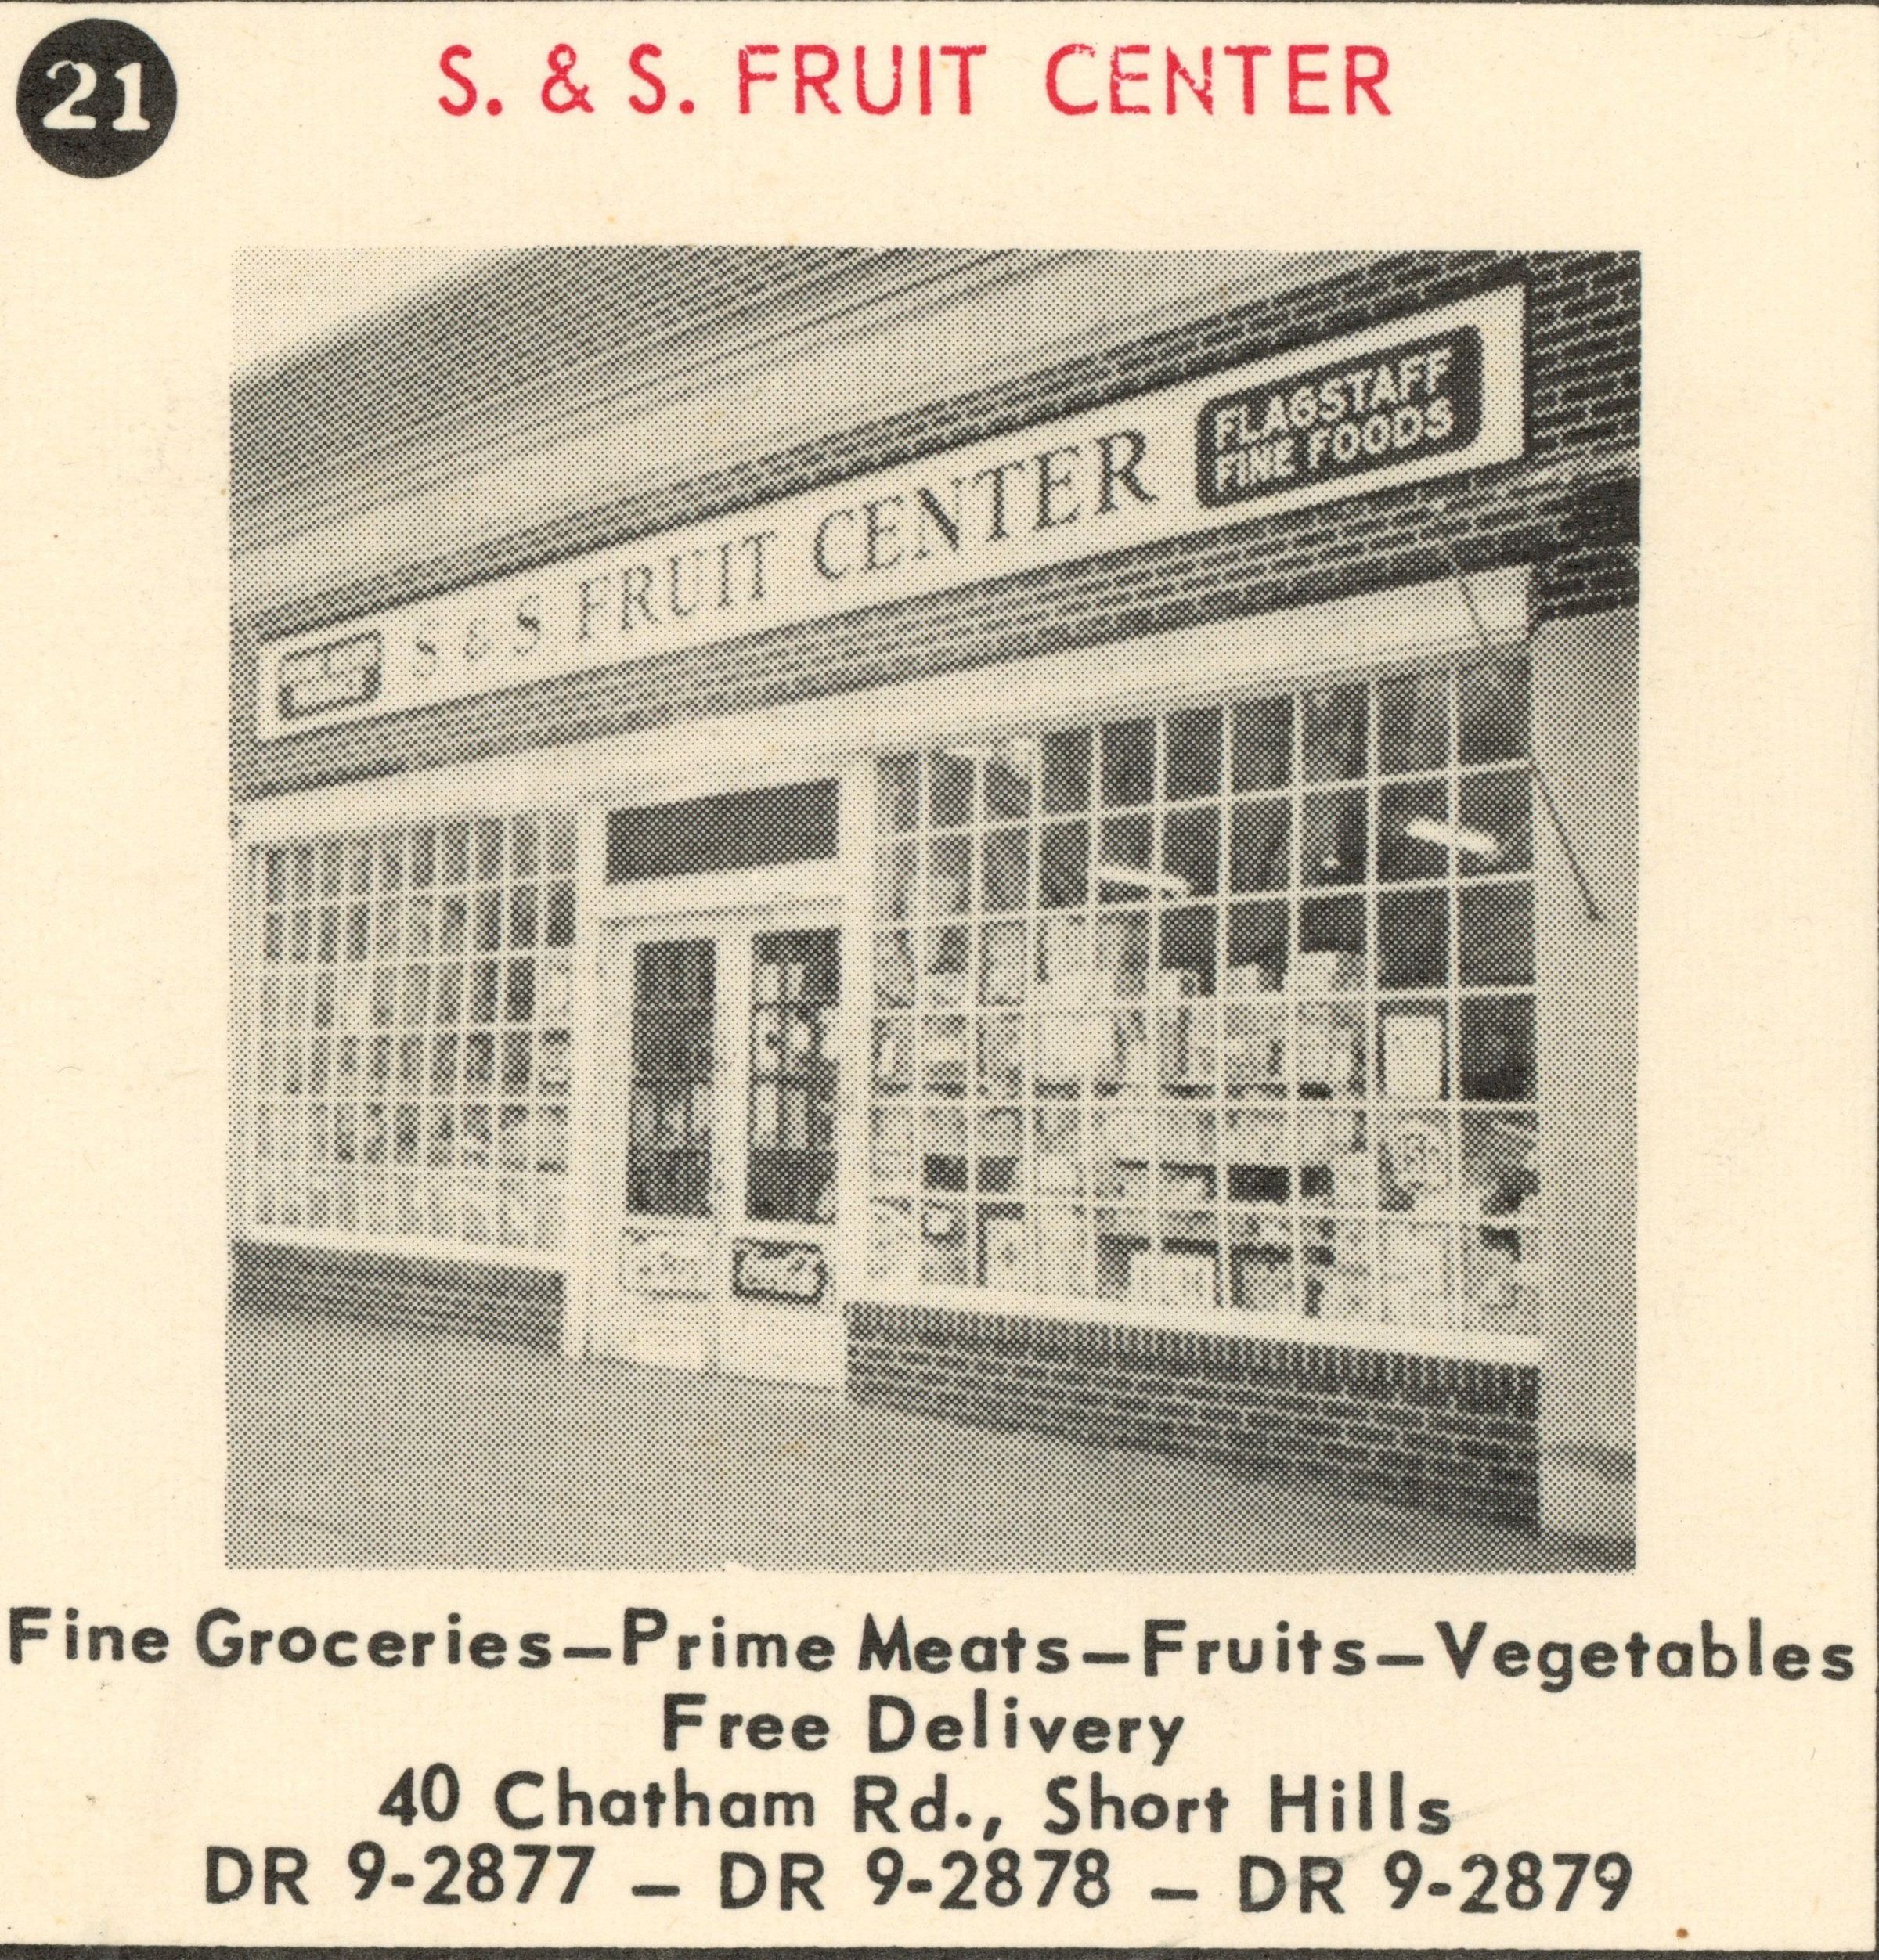 21
S. & S. FRUIT CENTER
S & S FRUIT CENTER
FLAGSTAFF
FINE FOODS
Fine Groceries—Prime Meats—Fruits—Vegetables
Free Delivery
40 Chatham Rd., Short Hills
DR 9-2877 — DR 9-2878 — DR 9-2879